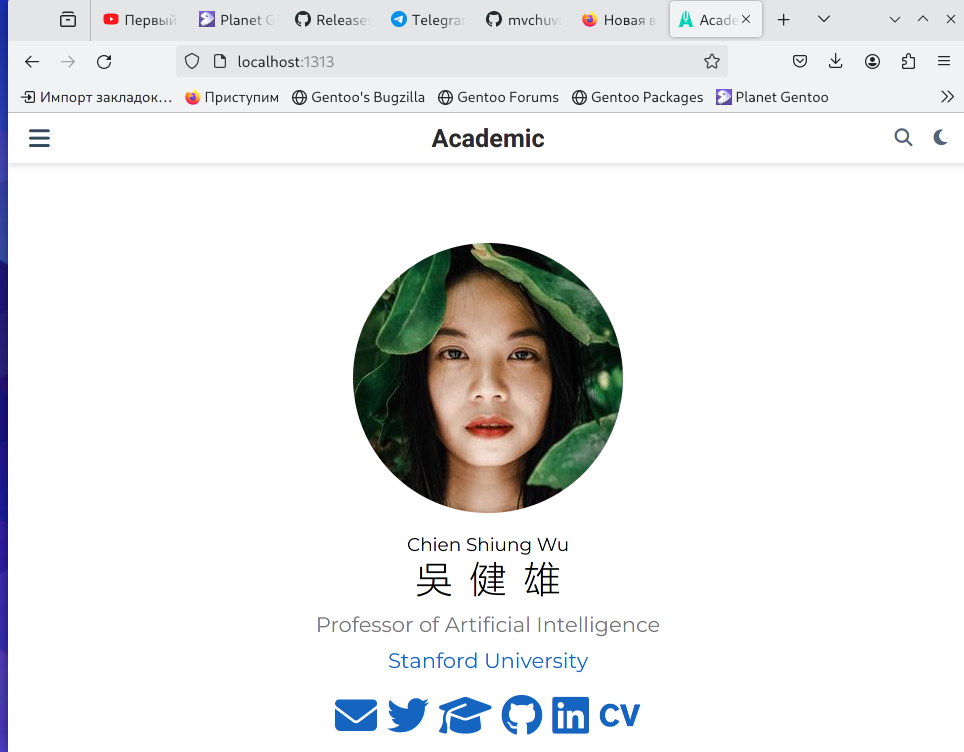 Первый Planet G Release Telegra mvchuv Новая в Acade
localhost:1313
Импорт закладок... Приступим Gentoo's Bugzilla Gentoo Forums Gentoo Packages Planet Gentoo
Academic
Chien Shiung Wu
吳健雄
Professor of Artificial Intelligence
Stanford University
CV